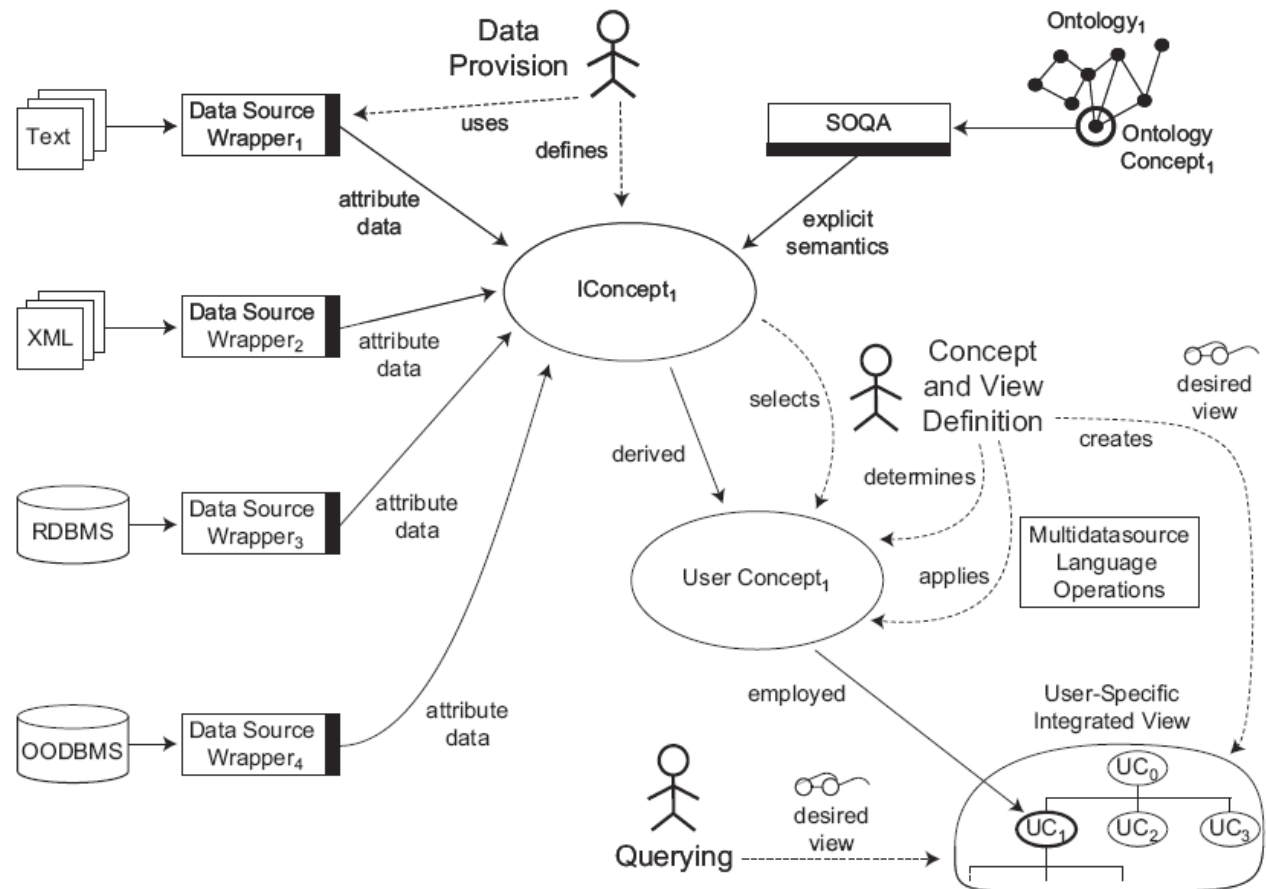 Data
Provision
Ontology₁
Text
Data Source
Wrapper₁
uses
defines
SOQA
Ontology
Concept₁
attribute
data
explicit
semantics
IConcept₁
XML
Data Source
Wrapper₂
attribute
data
selects
Concept
and View
Definition
desired
view
creates
derived
determines
RDBMS
Data Source
Wrapper₃
attribute
data
Multidatasource
Language
Operations
User Concept₁
applies
employed
User-Specific
Integrated View
OODBMS
Data Source
Wrapper₄
attribute
data
UC₀
UC₁
UC₂
UC₃
desired
view
Querying